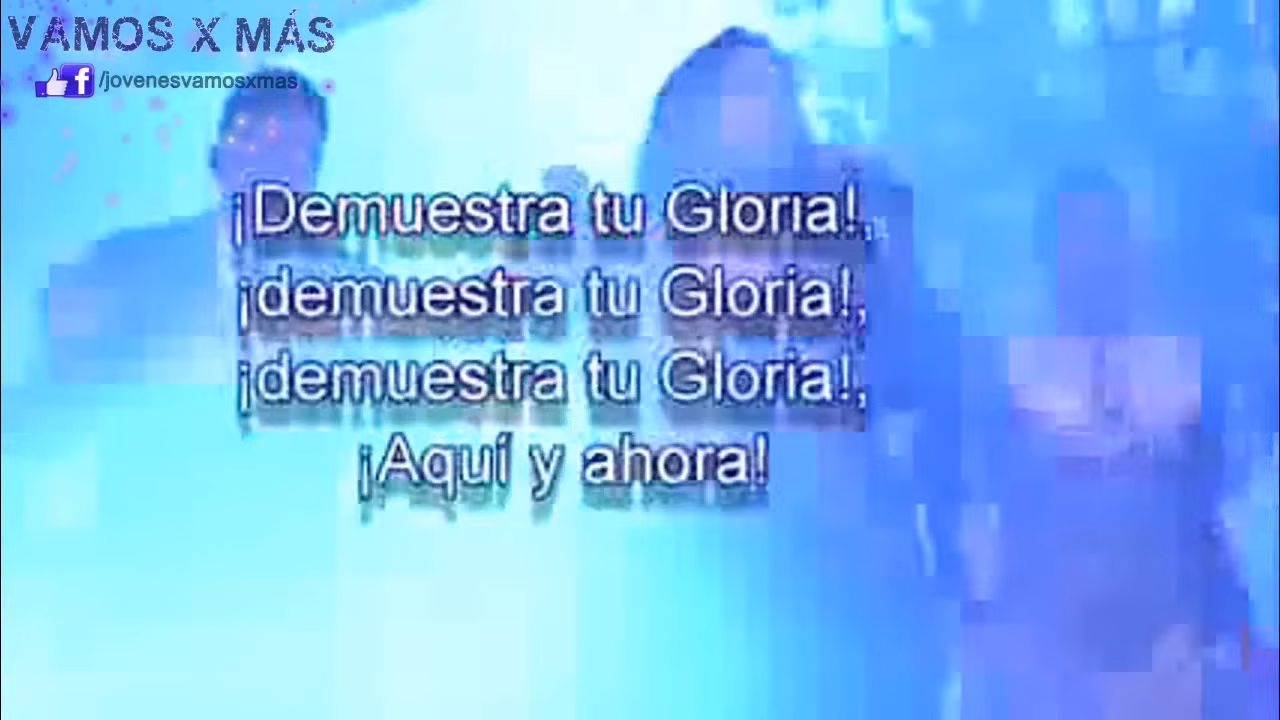 VAMOS X MÁS
/jovenesvamosxmas
¡Demuestra tu Gloria!,
¡demuestra tu Gloria!,
¡demuestra tu Gloria!,
¡Aquí y ahora!